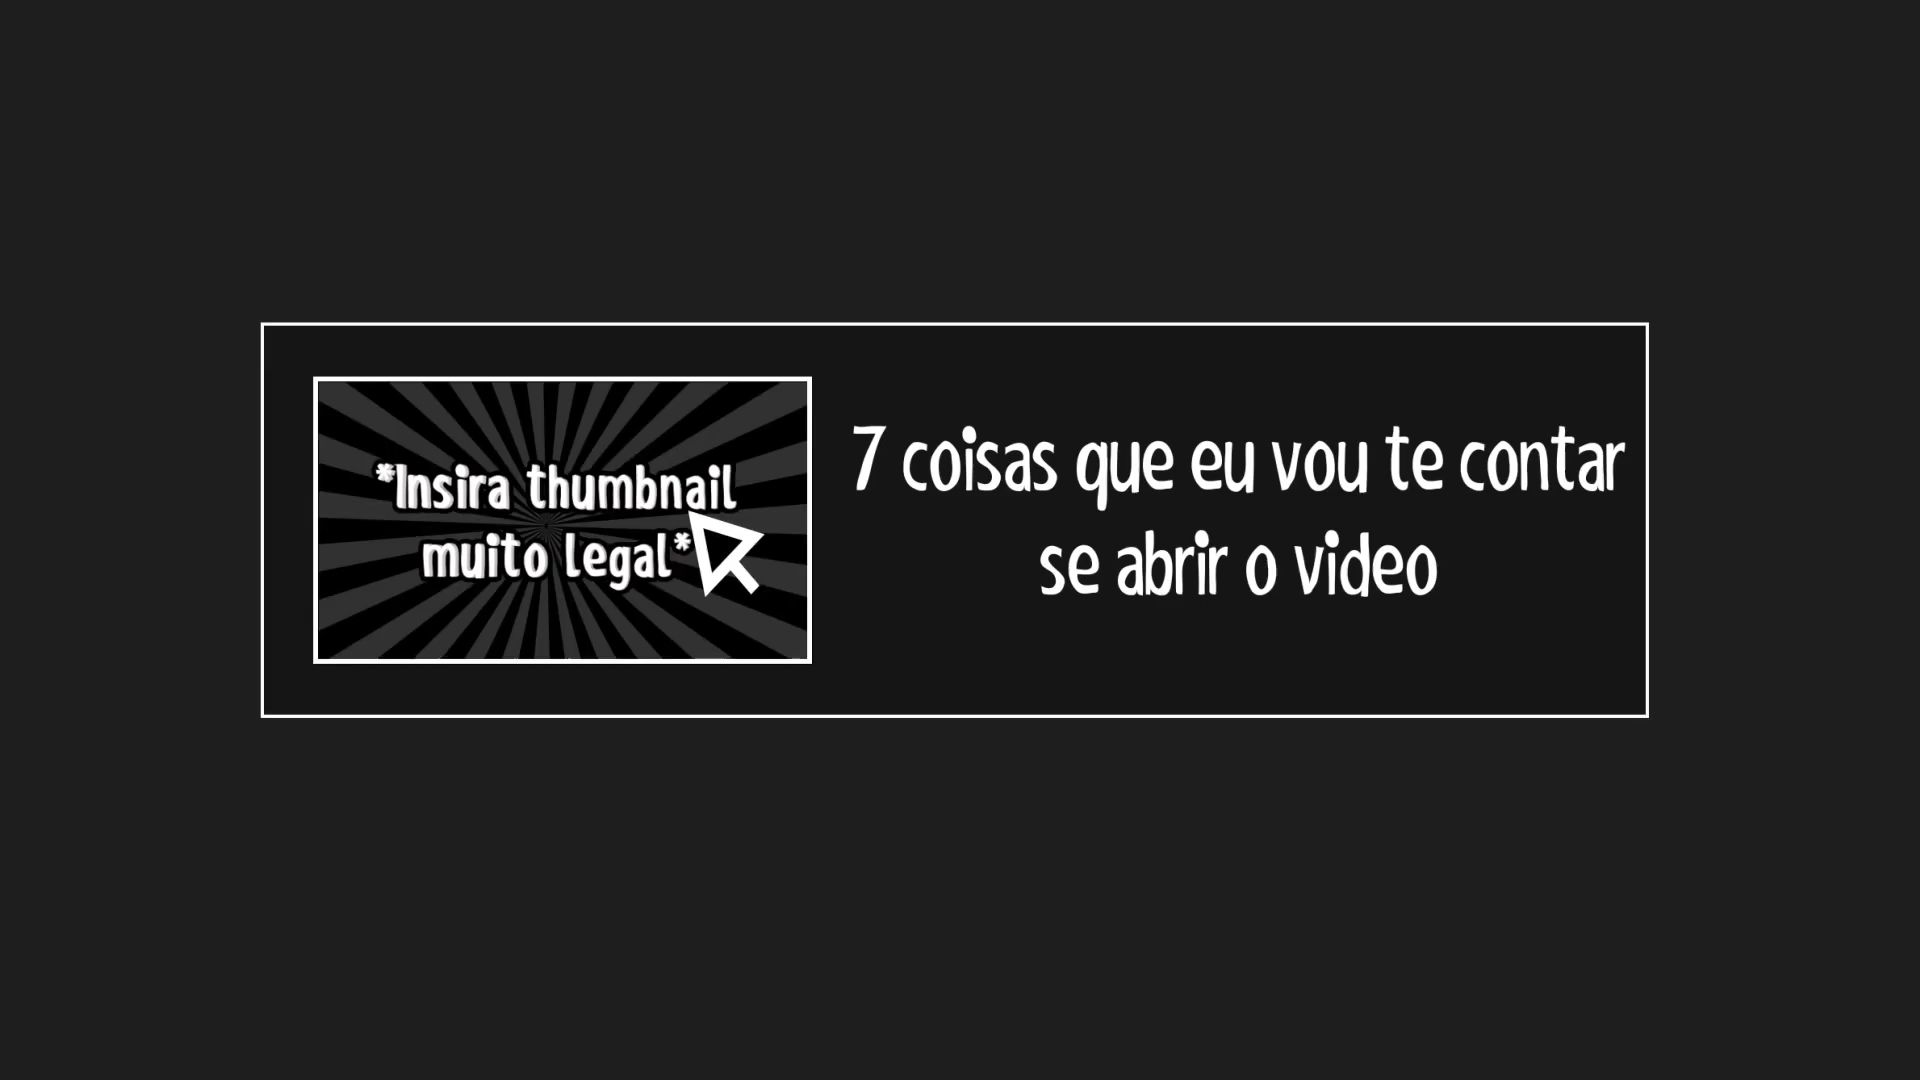 *Insira thumbnail
muito legal*
7 coisas que eu vou te contar
se abrir o video